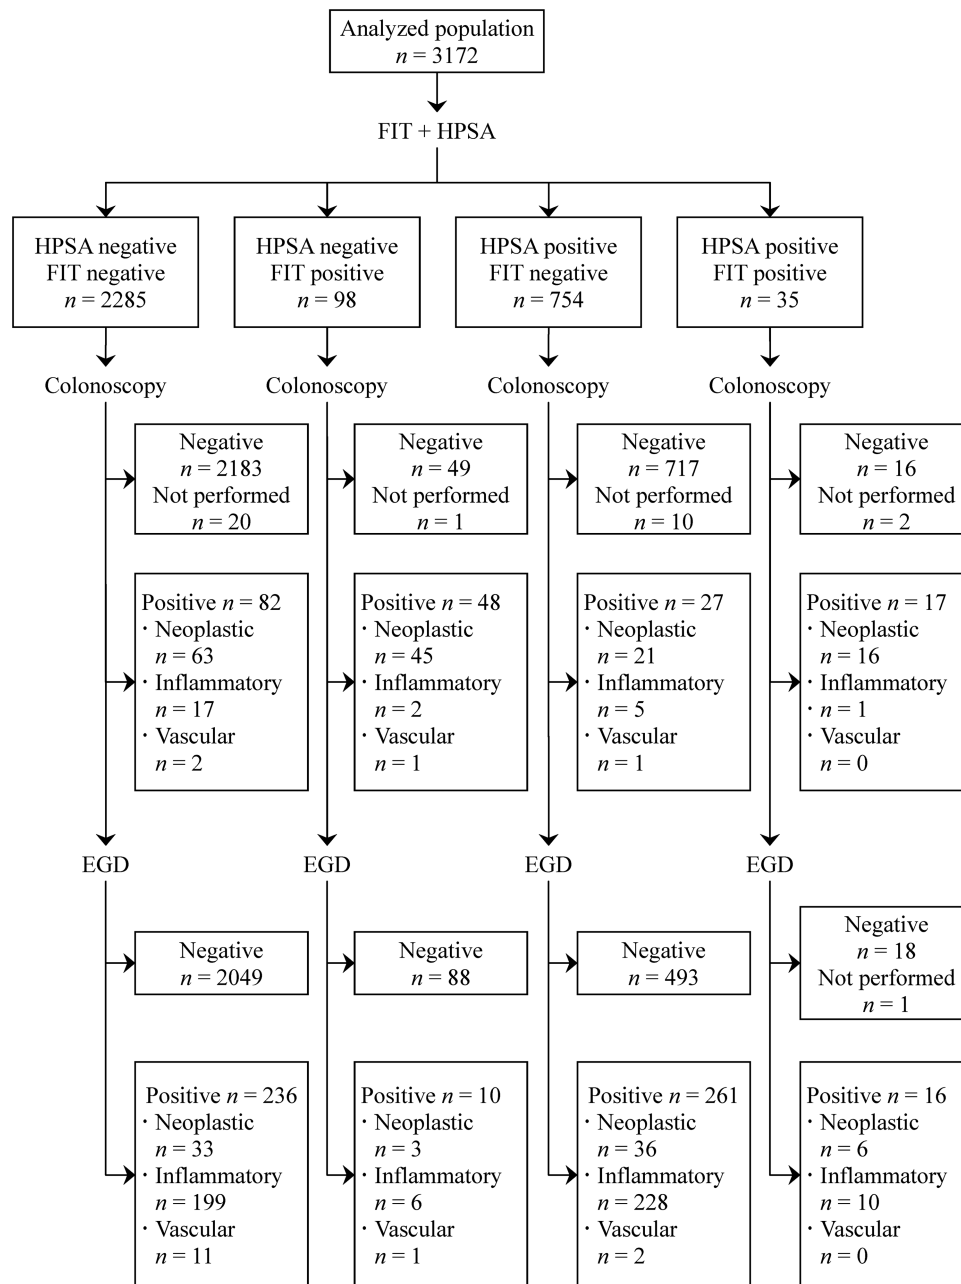 Analyzed population
n = 3172
FIT + HPSA
HPSA negative
FIT negative
n = 2285
HPSA negative
FIT positive
n = 98
HPSA positive
FIT negative
n = 754
HPSA positive
FIT positive
n = 35
Colonoscopy
Colonoscopy
Colonoscopy
Colonoscopy
Negative
n = 2183
Not performed
n = 20
Negative
n = 49
Not performed
n = 1
Negative
n = 717
Not performed
n = 10
Negative
n = 16
Not performed
n = 2
Positive n = 82
· Neoplastic
n = 63
· Inflammatory
n = 17
· Vascular
n = 2
Positive n = 48
· Neoplastic
n = 45
· Inflammatory
n = 2
· Vascular
n = 1
Positive n = 27
· Neoplastic
n = 21
· Inflammatory
n = 5
· Vascular
n = 1
Positive n = 17
· Neoplastic
n = 16
· Inflammatory
· n = 1
· Vascular
n = 0
EGD
EGD
EGD
EGD
Negative
n = 2049
Negative
n = 88
Negative
n = 493
Negative
n = 18
Not performed
n = 1
Positive n = 236
· Neoplastic
n = 33
· Inflammatory
n = 199
· Vascular
n = 11
Positive n = 10
· Neoplastic
n = 3
· Inflammatory
n = 6
· Vascular
n = 1
Positive n = 261
· Neoplastic
n = 36
· Inflammatory
n = 228
· Vascular
n = 2
Positive n = 16
· Neoplastic
n = 6
· Inflammatory
n = 10
· Vascular
n = 0